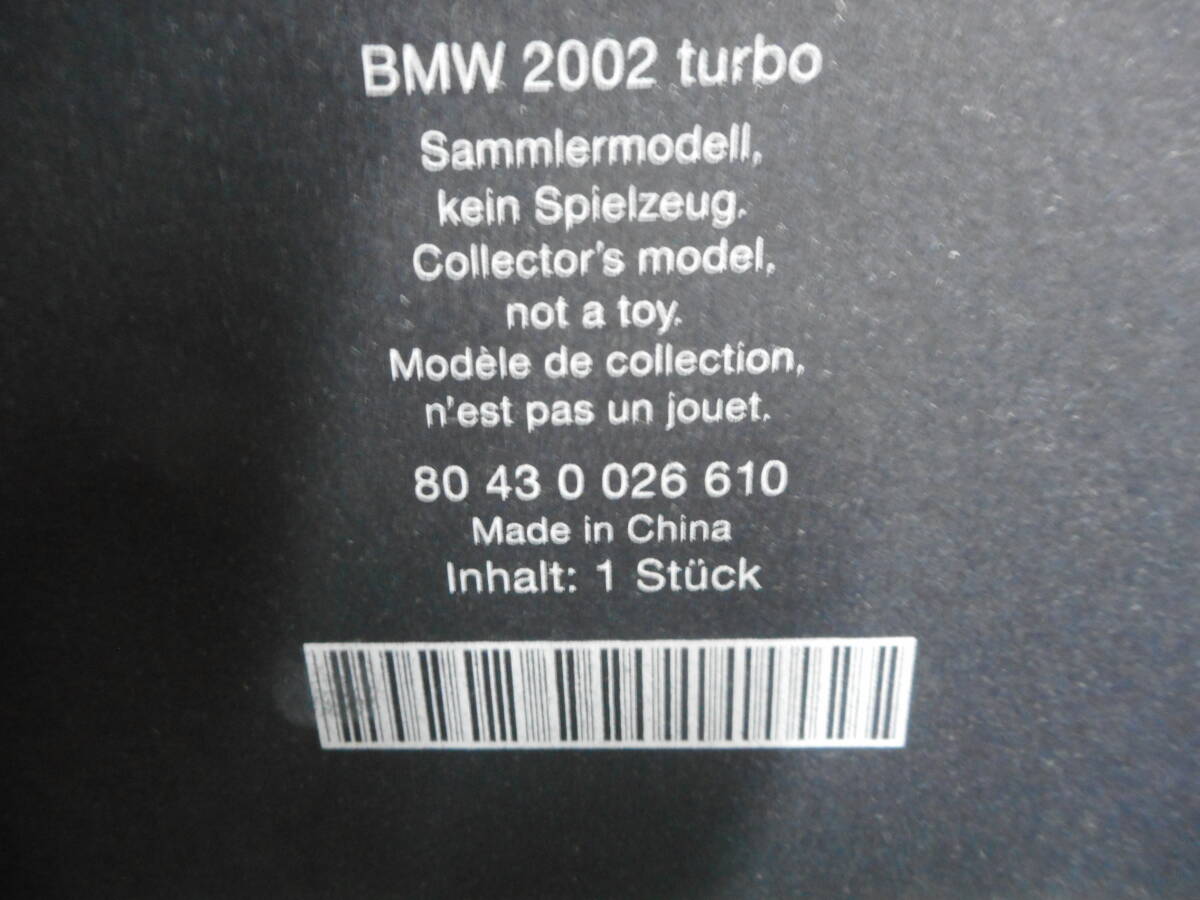 BMW 2002 turbo
Sammlermodell,
kein Spielzeug.
Collector's model,
not a toy.
Modèle de collection,
n'est pas un jouet.
80 43 0 026 610
Made in China
Inhalt: 1 Stück